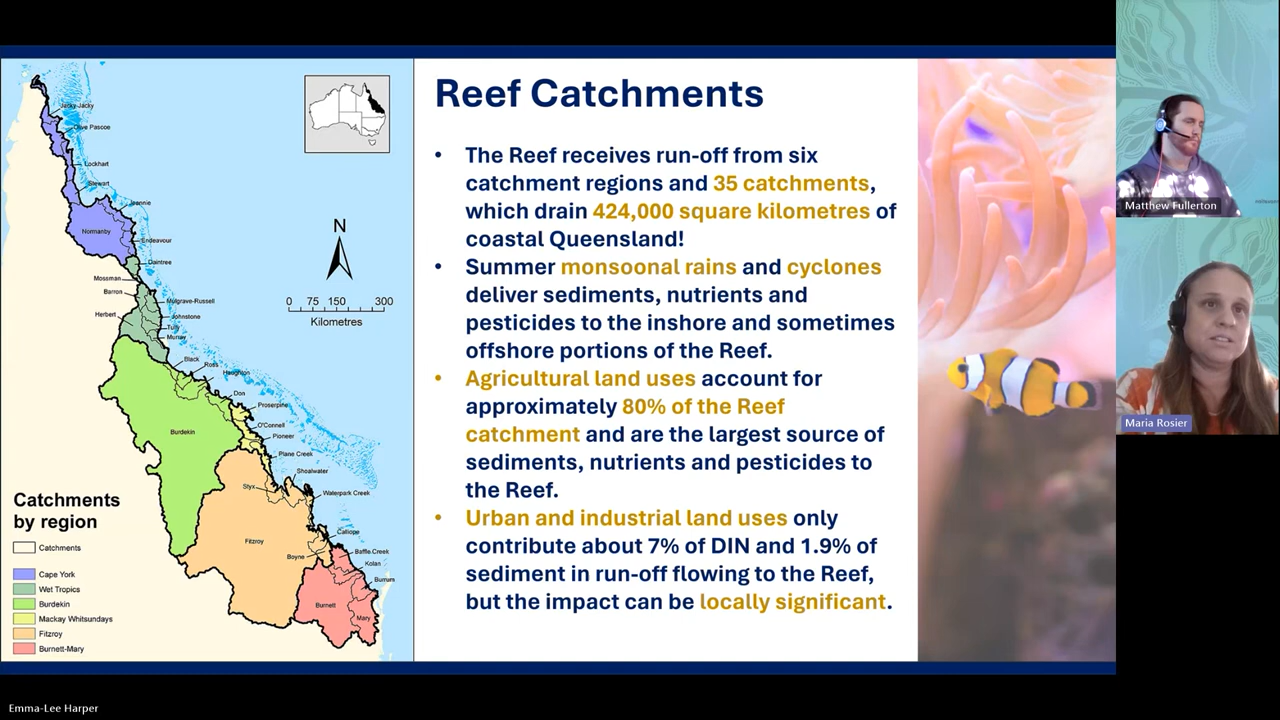 Reef Catchments
• The Reef receives run-off from six
catchment regions and 35 catchments,
which drain 424,000 square kilometres of
coastal Queensland!
• Summer monsoonal rains and cyclones
deliver sediments, nutrients and
pesticides to the inshore and sometimes
offshore portions of the Reef.
• Agricultural land uses account for
approximately 80% of the Reef
catchment and are the largest source of
sediments, nutrients and pesticides to
the Reef.
• Urban and industrial land uses only
contribute about 7% of DIN and 1.9% of
sediment in run-off flowing to the Reef,
but the impact can be locally significant.
Jacky-Jacky
Olive Pascoe
Lockhart
Stewart
Jeannie
Normanby
Endeavour
Daintree
Mossman
Barron
Mulgrave-Russell
Johnstone
Herbert
Tully
Murray
Black
Ross
Haughton
Don
Proserpine
O'Connell
Burdekin
Pioneer
Plane Creek
Shoalwater
Styx
Waterpark Creek
Fitzroy
Calliope
Boyne
Baffle Creek
Kolan
Burrum
Burnett
Mary
N
0 75 150 300
Kilometres
Catchments
by region
Catchments
Cape York
Wet Tropics
Burdekin
Mackay Whitsundays
Fitzroy
Burnett-Mary
Matthew Fullerton
Maria Rosier
Emma-Lee Harper